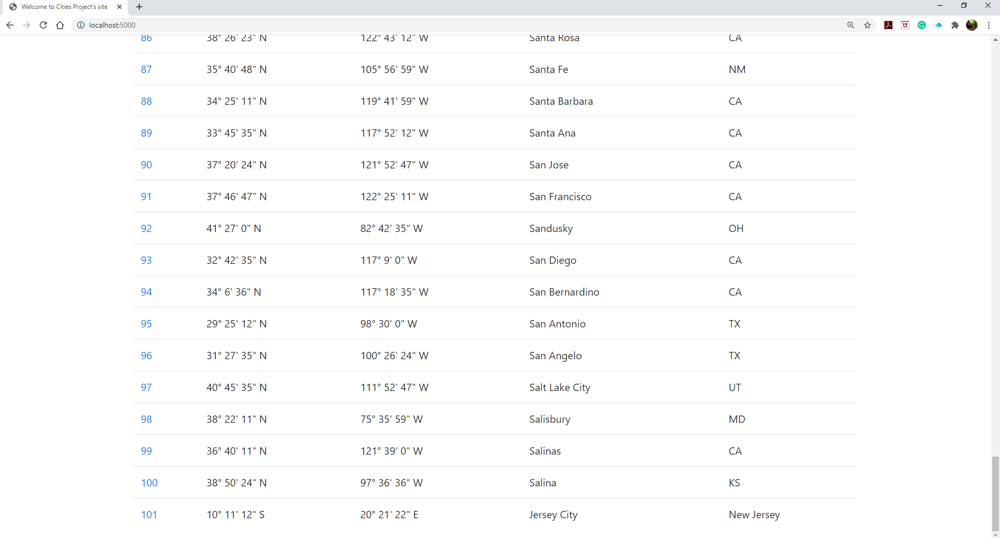 Welcome to Cities Project's site
localhost:5000
86 38° 26' 23" N 122° 43' 12" W Santa Rosa CA
87 35° 40' 48" N 105° 56' 59" W Santa Fe NM
88 34° 25' 11" N 119° 41' 59" W Santa Barbara CA
89 33° 45' 35" N 117° 52' 12" W Santa Ana CA
90 37° 20' 24" N 121° 52' 47" W San Jose CA
91 37° 46' 47" N 122° 25' 11" W San Francisco CA
92 41° 27' 0" N 82° 42' 35" W Sandusky OH
93 32° 42' 35" N 117° 9' 0" W San Diego CA
94 34° 6' 36" N 117° 18' 35" W San Bernardino CA
95 29° 25' 12" N 98° 30' 0" W San Antonio TX
96 31° 27' 35" N 100° 26' 24" W San Angelo TX
97 40° 45' 35" N 111° 52' 47" W Salt Lake City UT
98 38° 22' 11" N 75° 35' 59" W Salisbury MD
99 36° 40' 11" N 121° 39' 0" W Salinas CA
100 38° 50' 24" N 97° 36' 36" W Salina KS
101 10° 11' 12" S 20° 21' 22" E Jersey City New Jersey